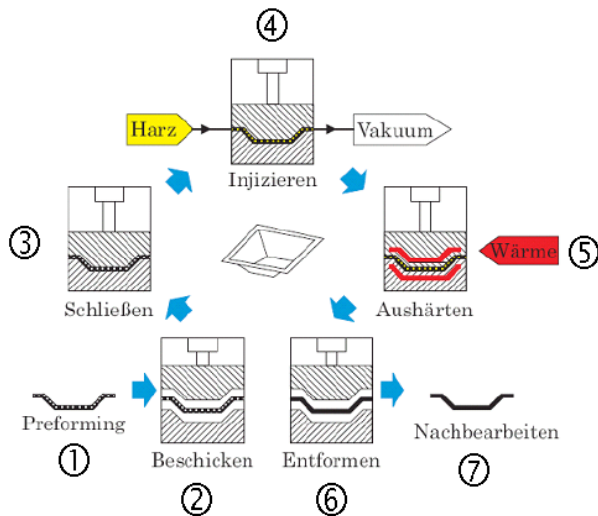 ④
Harz
Vakuum
Injizieren
③
Wärme
⑤
Schließen
Aushärten
Preforming
①
Beschicken
②
Entformen
⑥
Nachbearbeiten
⑦